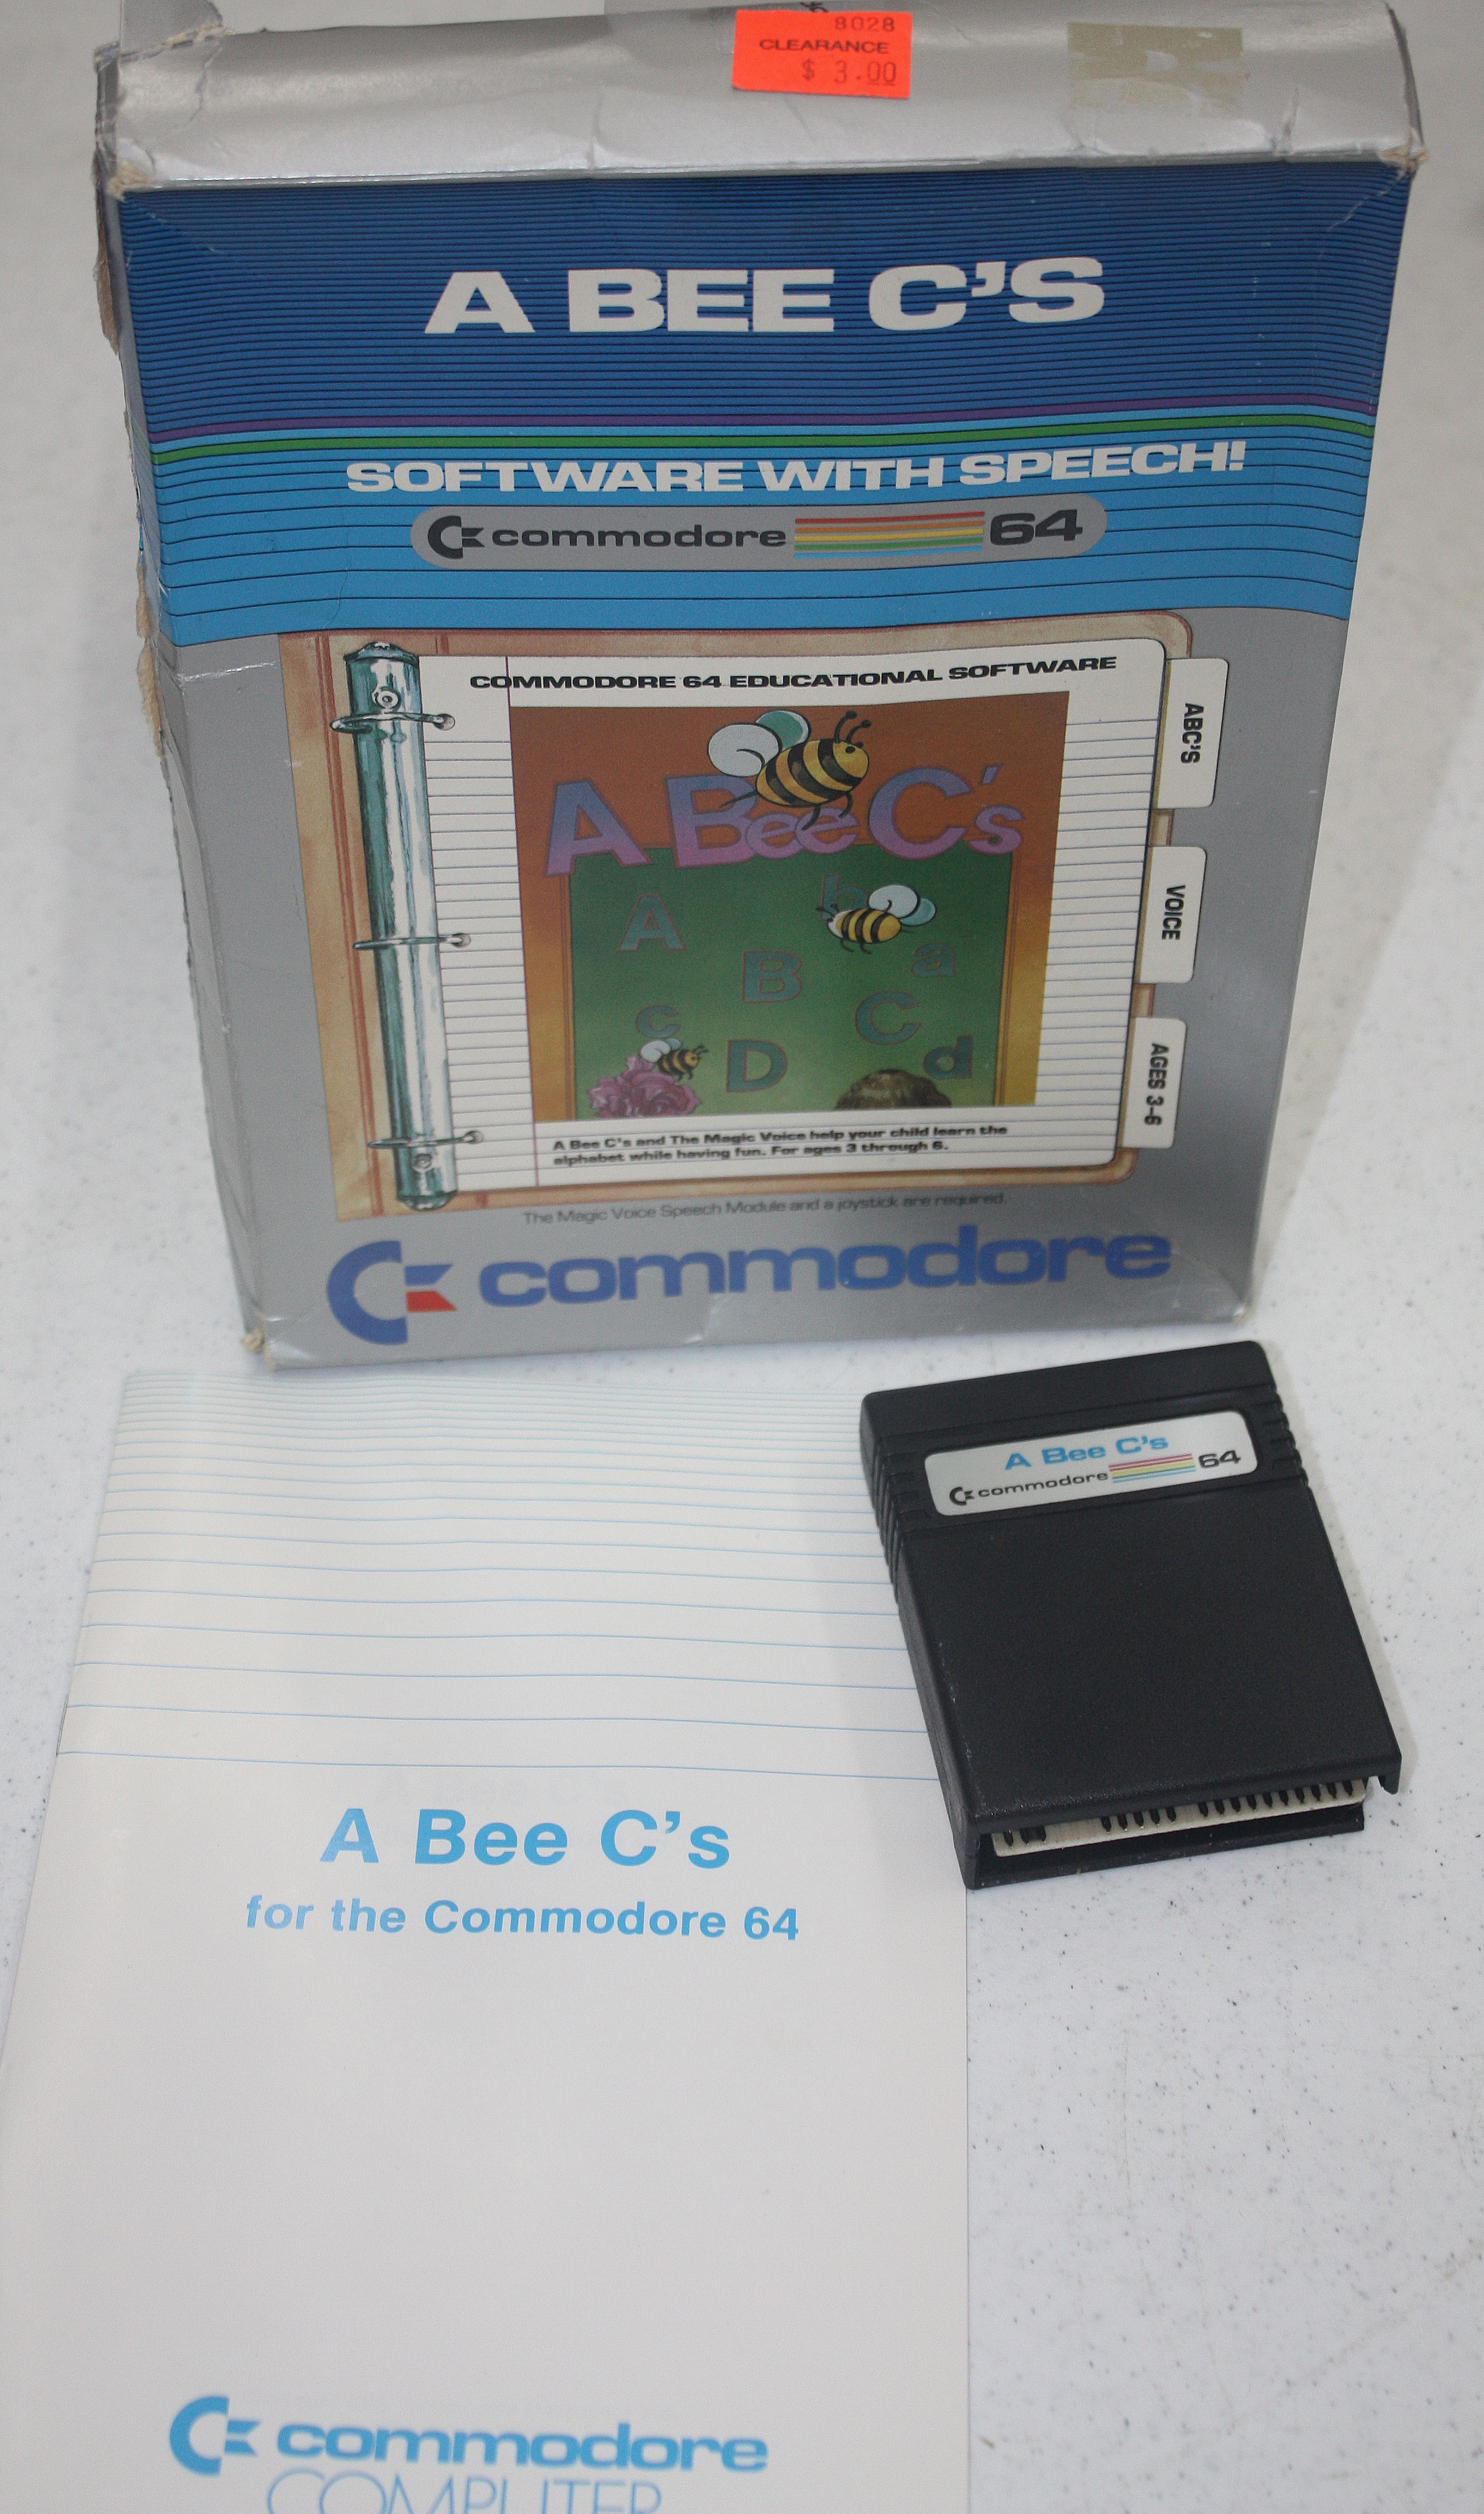 8028
CLEARANCE
$ 3.00
A BEE C'S
SOFTWARE WITH SPEECH!
commodore 64
COMMODORE 64 EDUCATIONAL SOFTWARE
A Bee C's
A
b
B
a
c
C
D
d
ABC'S
VOICE
AGES 3-6
A Bee C's and The Magic Voice help your child learn the
alphabet while having fun. For ages 3 through 6.
The Magic Voice Speech Module and a joystick are required.
commodore
A Bee C's
commodore 64
A Bee C's
for the Commodore 64
commodore
COMPUTER